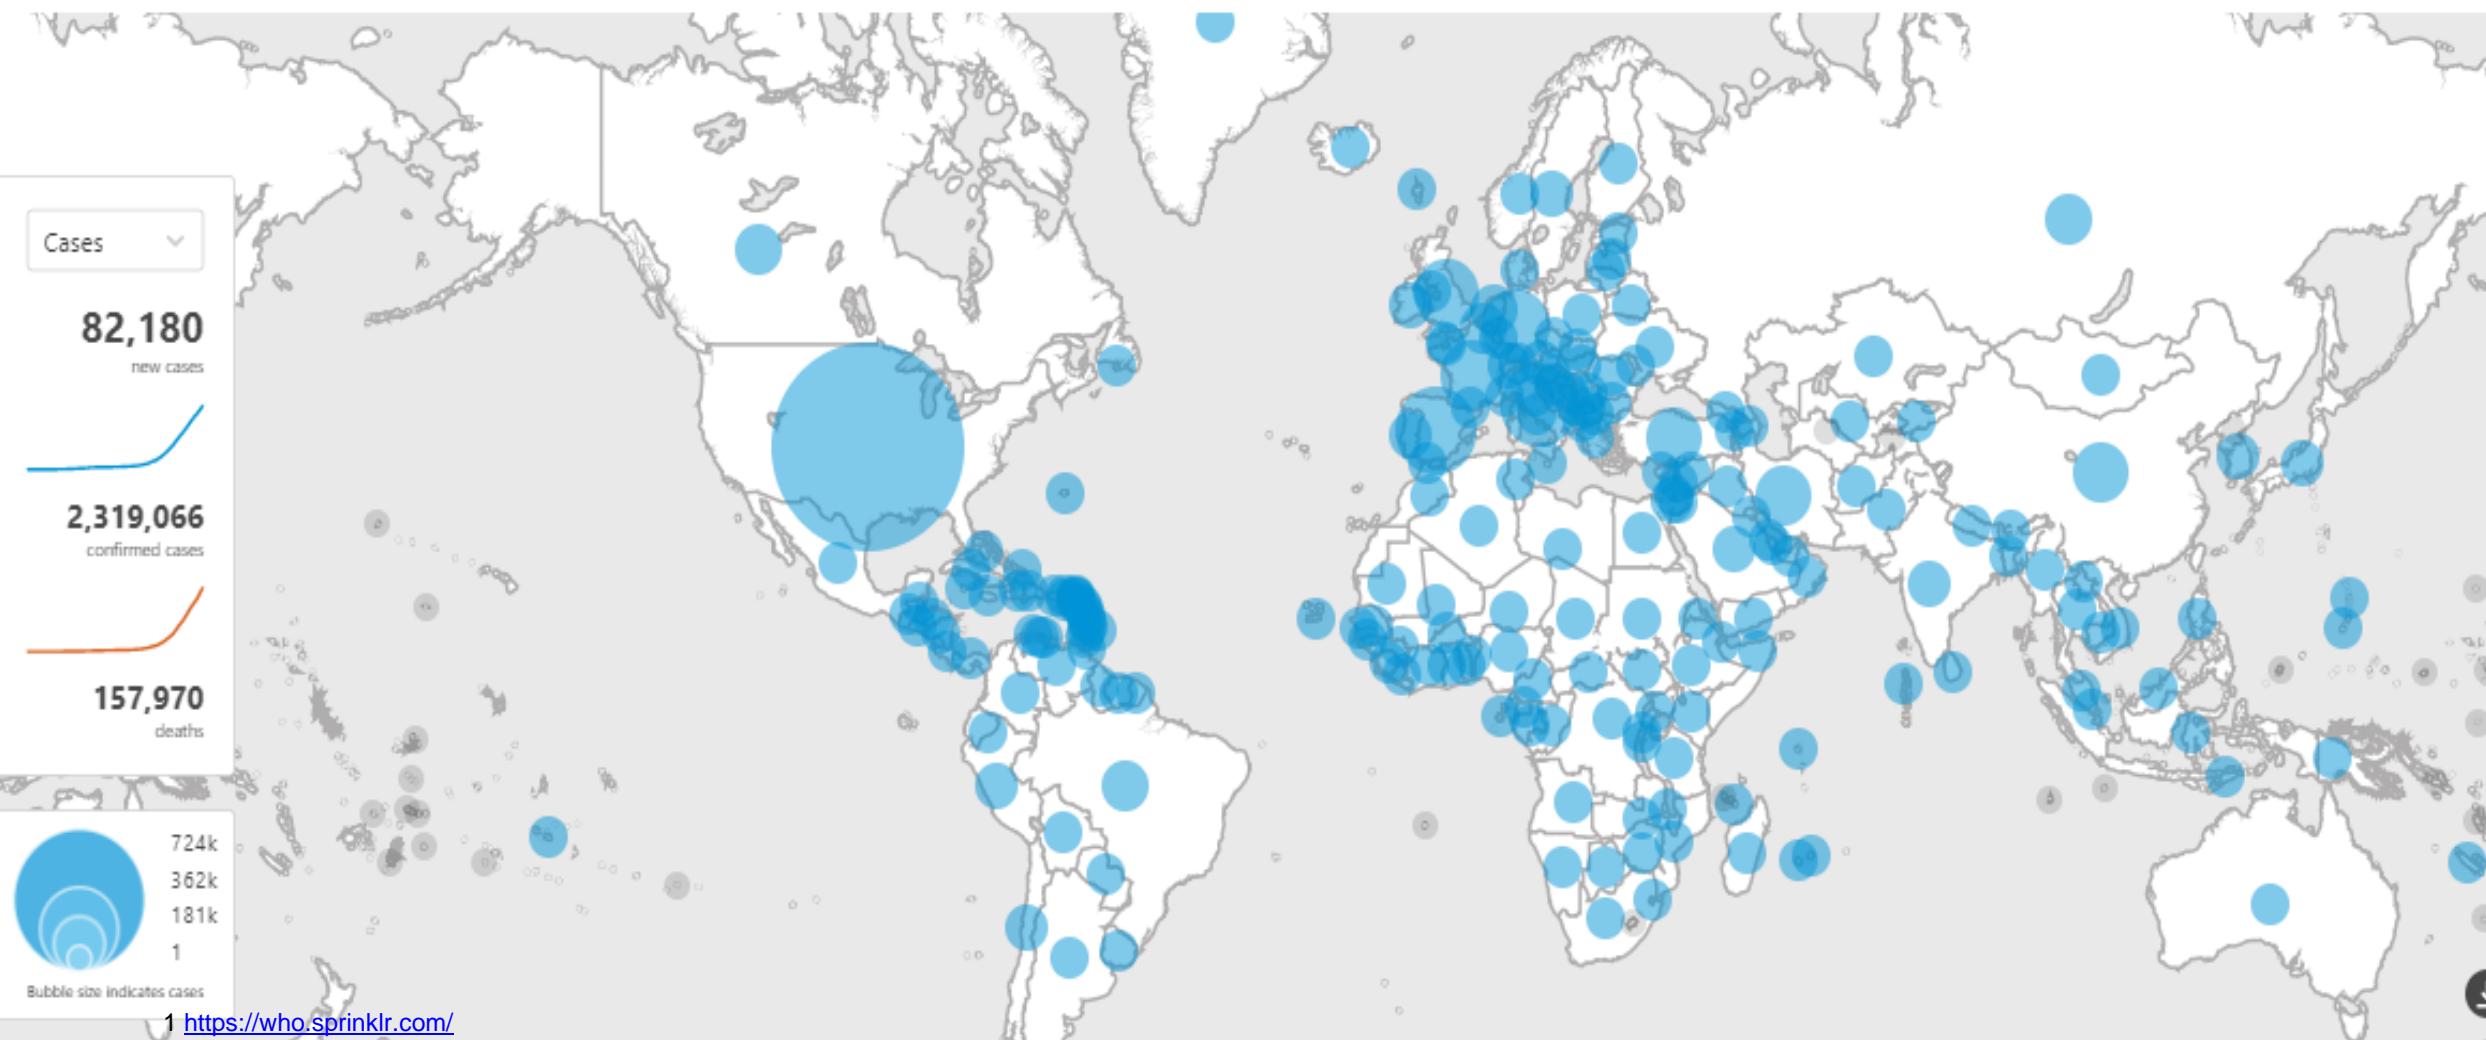 Cases
82,180
new cases
2,319,066
confirmed cases
157,970
deaths
724k
362k
181k
1
Bubble size indicates cases
1 https://who.sprinklr.com/